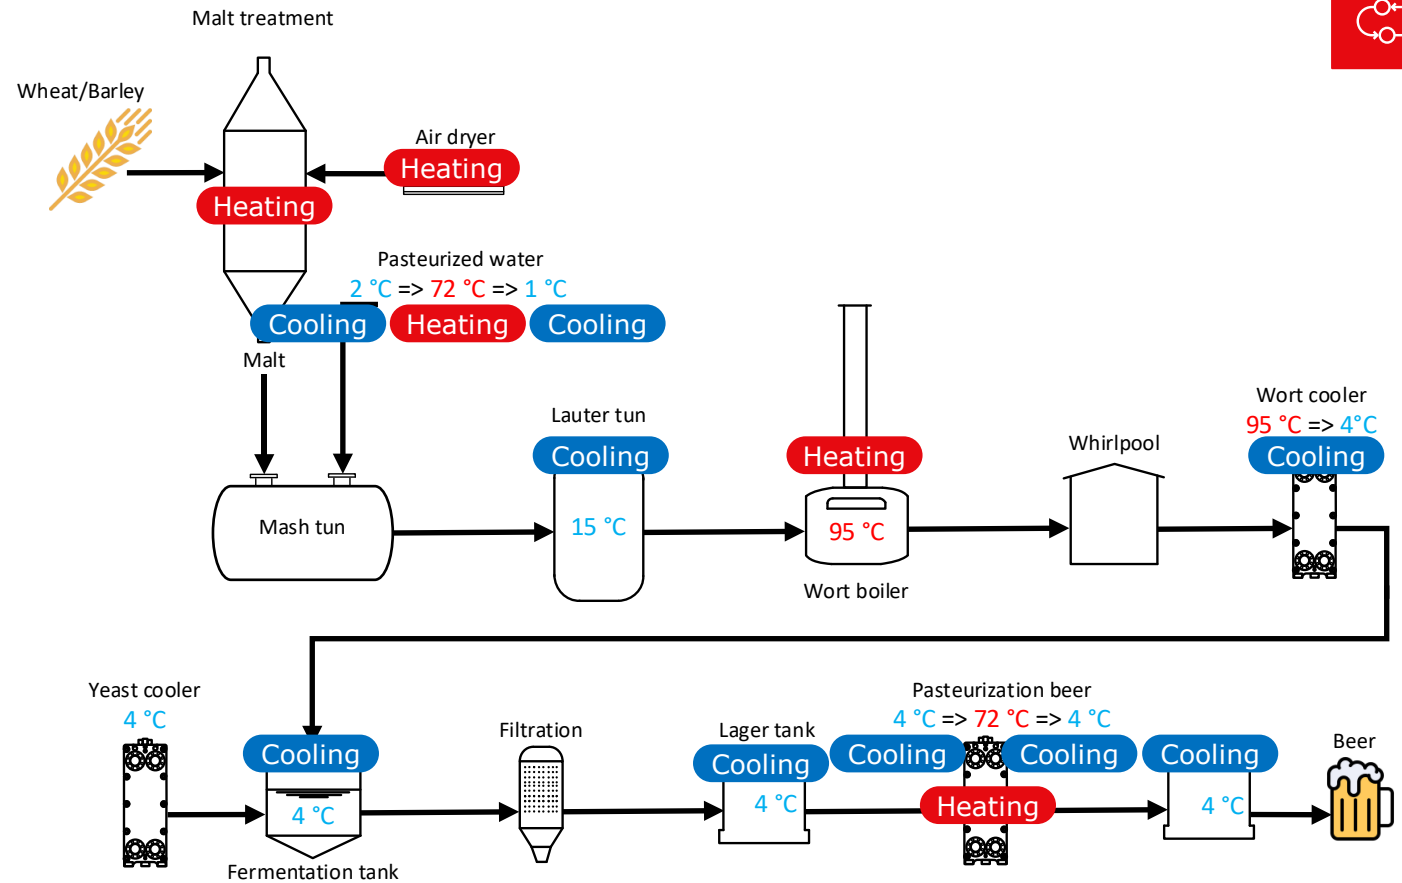 Malt treatment
Wheat/Barley
Air dryer
Heating
Heating
Pasteurized water
2 °C => 72 °C => 1 °C
Cooling
Heating
Cooling
Malt
Mash tun
Lauter tun
Cooling
15 °C
Heating
95 °C
Wort boiler
Whirlpool
Wort cooler
95 °C => 4°C
Cooling
Yeast cooler
4 °C
Cooling
4 °C
Fermentation tank
Filtration
Lager tank
Cooling
4 °C
Pasteurization beer
4 °C => 72 °C => 4 °C
Cooling
Cooling
Heating
Cooling
4 °C
Beer